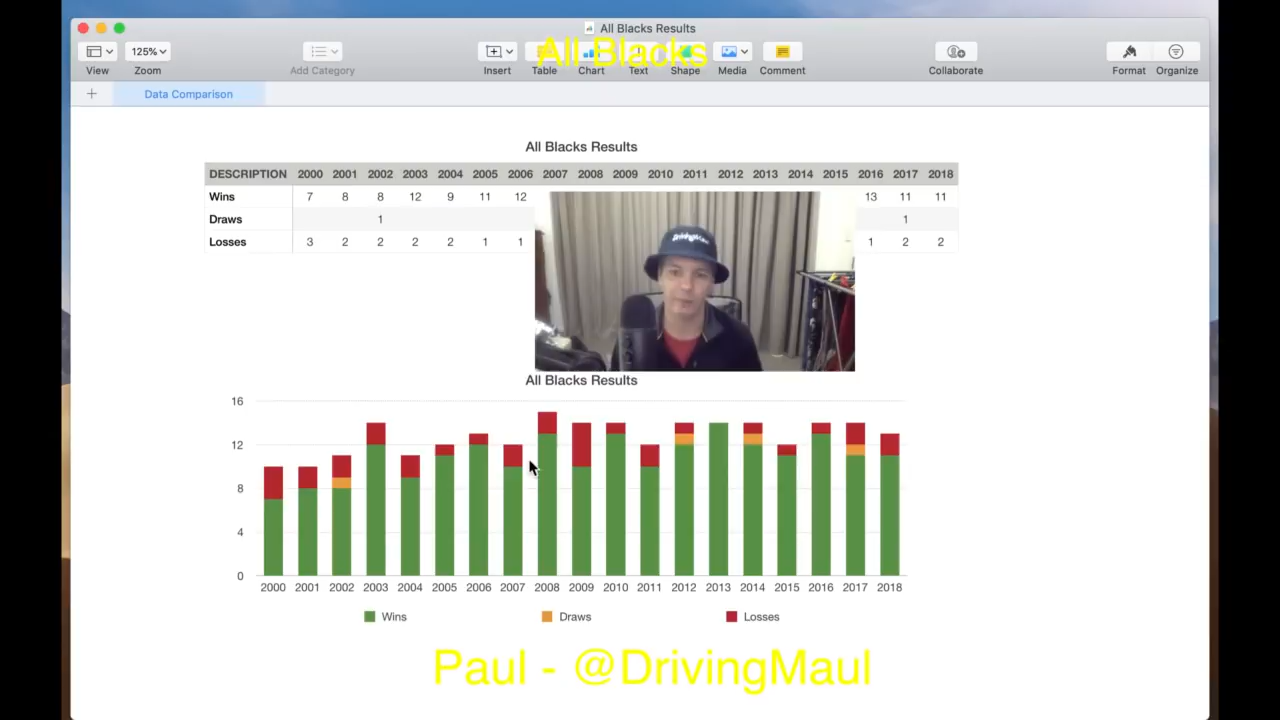 All Blacks Results
All Blacks
View
125%
Zoom
Add Category
Insert
Table
Chart
Text
Shape
Media
Comment
Collaborate
Format
Organize
Data Comparison
All Blacks Results
DESCRIPTION 2000 2001 2002 2003 2004 2005 2006 2007 2008 2009 2010 2011 2012 2013 2014 2015 2016 2017 2018
Wins 7 8 8 12 9 11 12 13 11 11
Draws 1 1
Losses 3 2 2 2 2 1 1 1 2 2
DrivingMaul
All Blacks Results
16
12
8
4
0
2000 2001 2002 2003 2004 2005 2006 2007 2008 2009 2010 2011 2012 2013 2014 2015 2016 2017 2018
Wins Draws Losses
Paul - @DrivingMaul